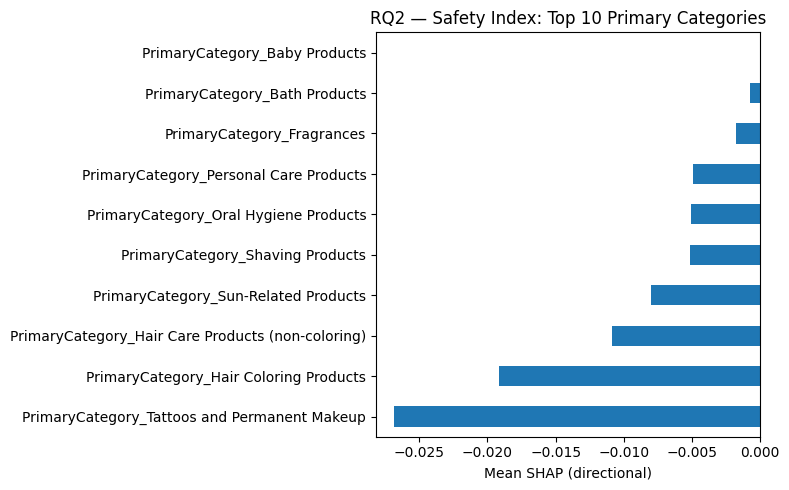 RQ2 — Safety Index: Top 10 Primary Categories
PrimaryCategory_Baby Products
PrimaryCategory_Bath Products
PrimaryCategory_Fragrances
PrimaryCategory_Personal Care Products
PrimaryCategory_Oral Hygiene Products
PrimaryCategory_Shaving Products
PrimaryCategory_Sun-Related Products
PrimaryCategory_Hair Care Products (non-coloring)
PrimaryCategory_Hair Coloring Products
PrimaryCategory_Tattoos and Permanent Makeup
−0.025 −0.020 −0.015 −0.010 −0.005 0.000
Mean SHAP (directional)